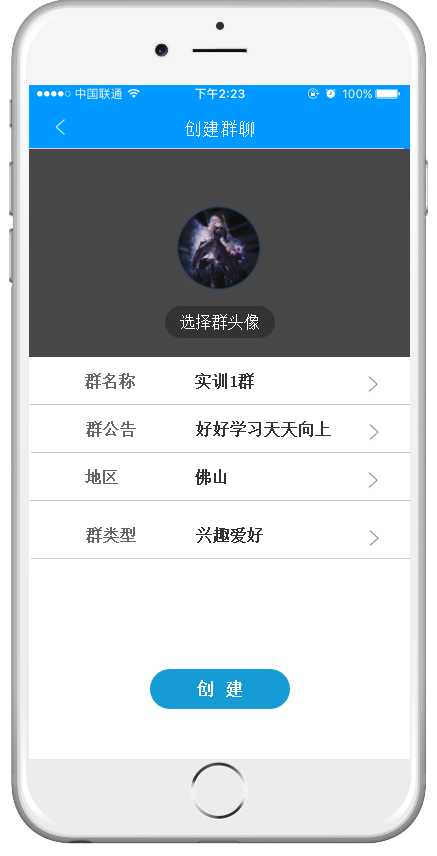 中国联通 下午2:23 100%
创建群聊
选择群头像
群名称 实训1群
群公告 好好学习天天向上
地区 佛山
群类型 兴趣爱好
创 建